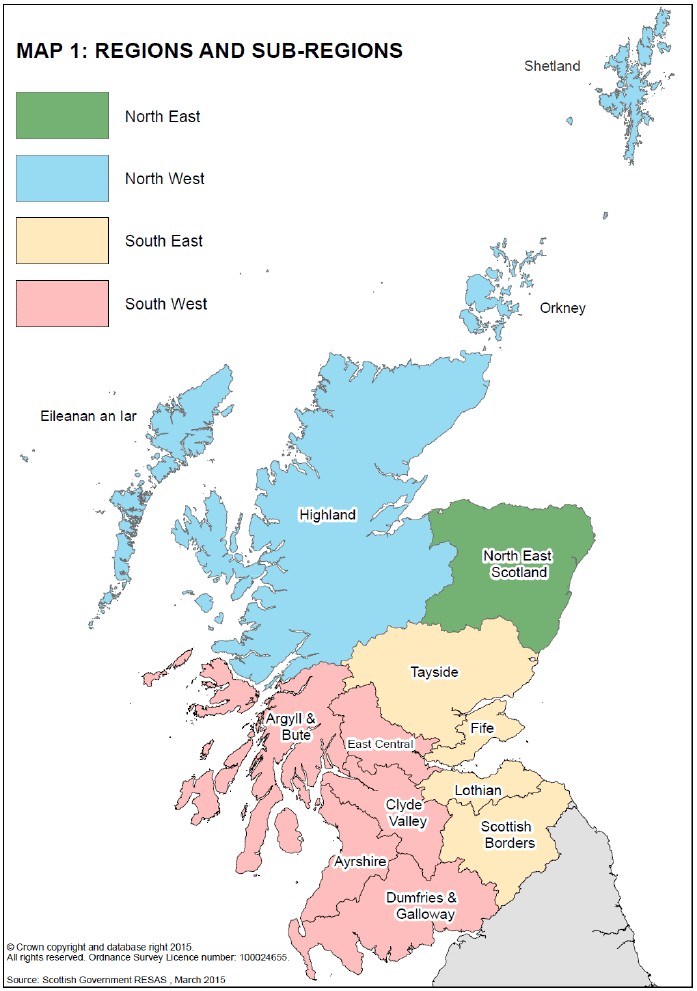 MAP 1: REGIONS AND SUB-REGIONS
Shetland
North East
North West
South East
South West
Orkney
Eileanan an Iar
Highland
North East
Scotland
Tayside
Argyll &
Bute
Fife
East Central
Lothian
Clyde
Valley
Scottish
Borders
Ayrshire
Dumfries &
Galloway
© Crown copyright and database right 2015.
All rights reserved. Ordnance Survey Licence number: 100024655.
Source: Scottish Government RESAS , March 2015